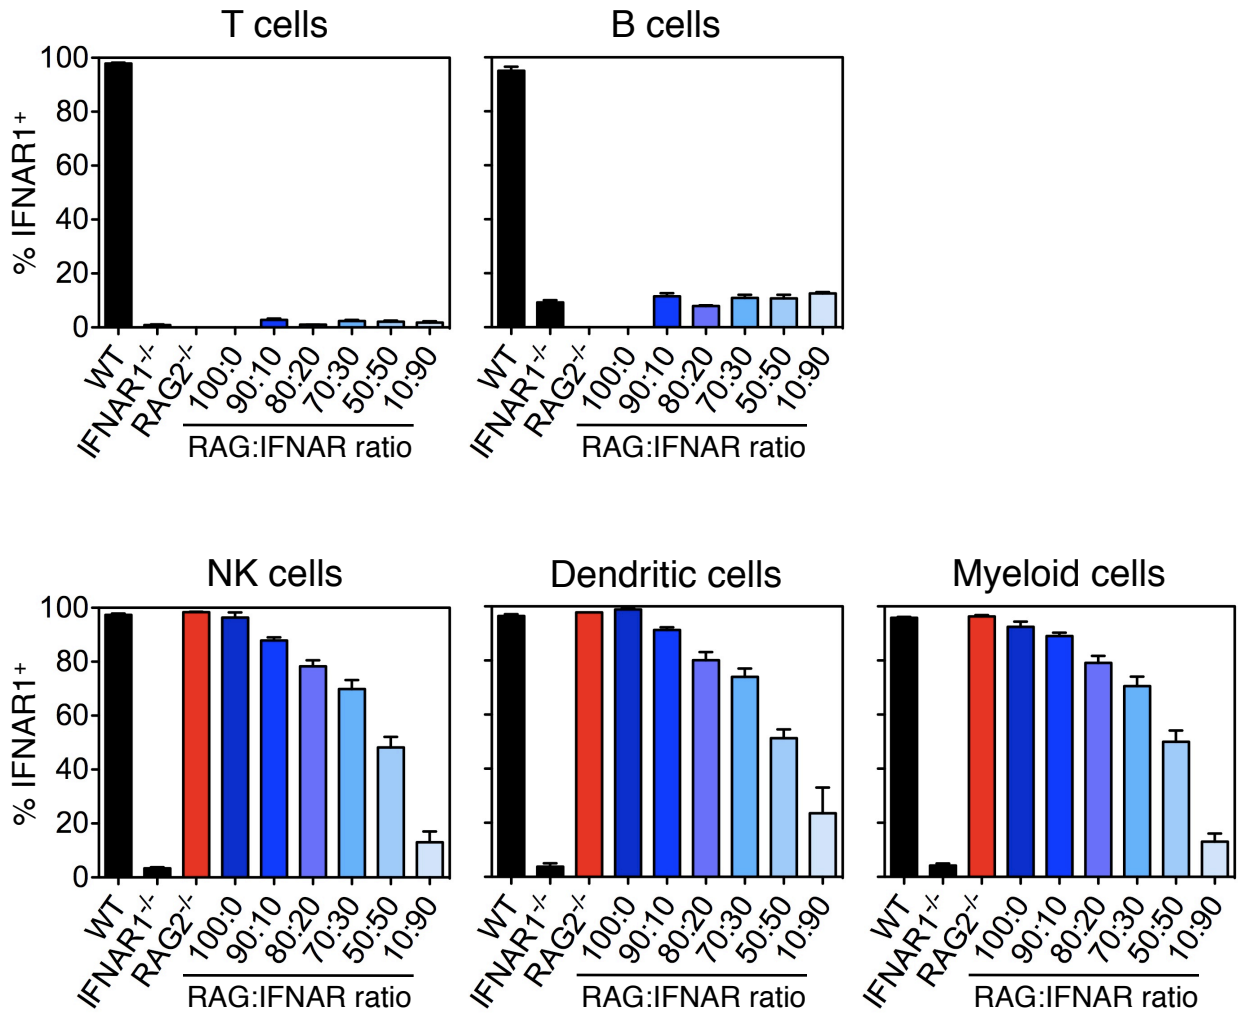 T cells
B cells
% IFNAR1+
100
80
60
40
20
0
WT
IFNAR1-/-
RAG2-/-
100:0
90:10
80:20
70:30
50:50
10:90
RAG:IFNAR ratio
WT
IFNAR1-/-
RAG2-/-
100:0
90:10
80:20
70:30
50:50
10:90
RAG:IFNAR ratio
NK cells
Dendritic cells
Myeloid cells
% IFNAR1+
100
80
60
40
20
0
WT
IFNAR1-/-
RAG2-/-
100:0
90:10
80:20
70:30
50:50
10:90
RAG:IFNAR ratio
WT
IFNAR1-/-
RAG2-/-
100:0
90:10
80:20
70:30
50:50
10:90
RAG:IFNAR ratio
WT
IFNAR1-/-
RAG2-/-
100:0
90:10
80:20
70:30
50:50
10:90
RAG:IFNAR ratio